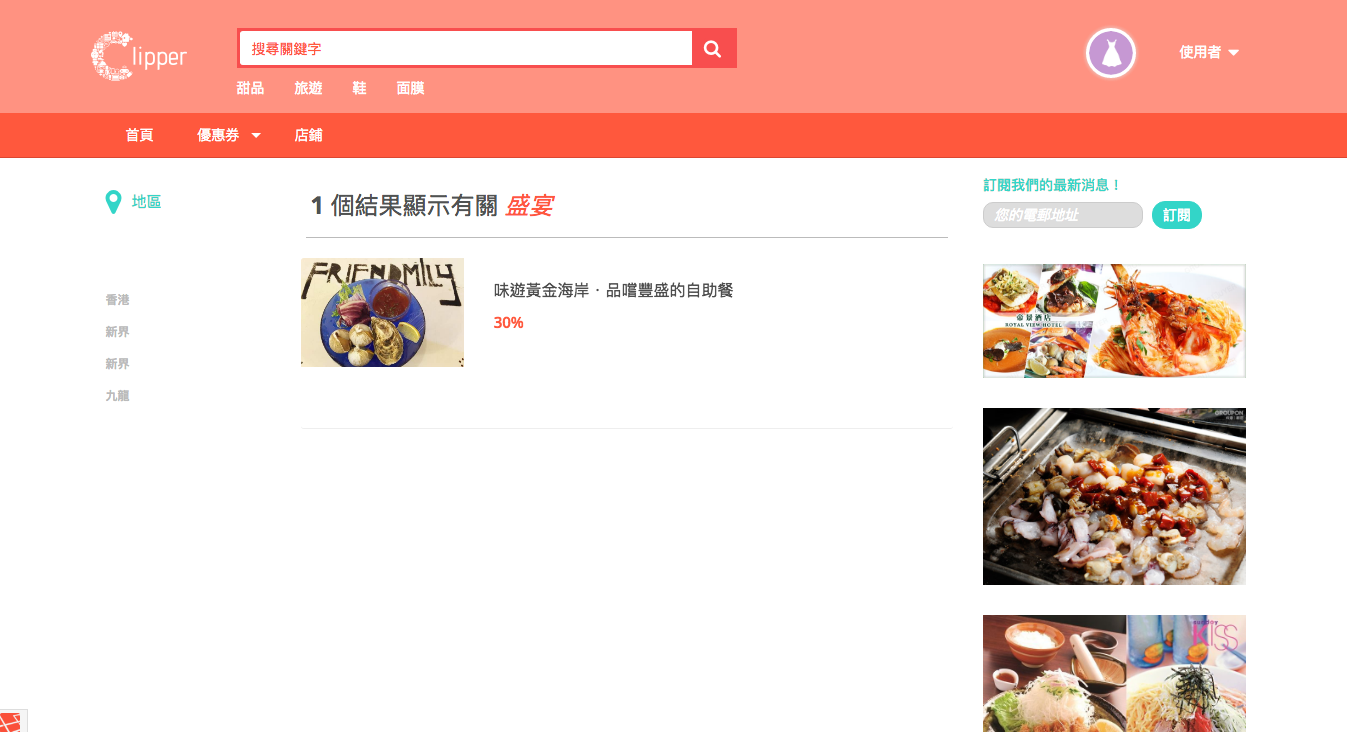 Clipper
搜尋關鍵字
使用者
甜品 旅遊 鞋 面膜
首頁 優惠券 店鋪
地區
香港
新界
新界
九龍
1 個結果顯示有關 盛宴
FRIENDMILY
味遊黃金海岸．品嚐豐盛的自助餐
30%
訂閱我們的最新消息！
您的電郵地址 訂閱
帝景酒店
ROYAL VIEW HOTEL
GROUPON
KISS